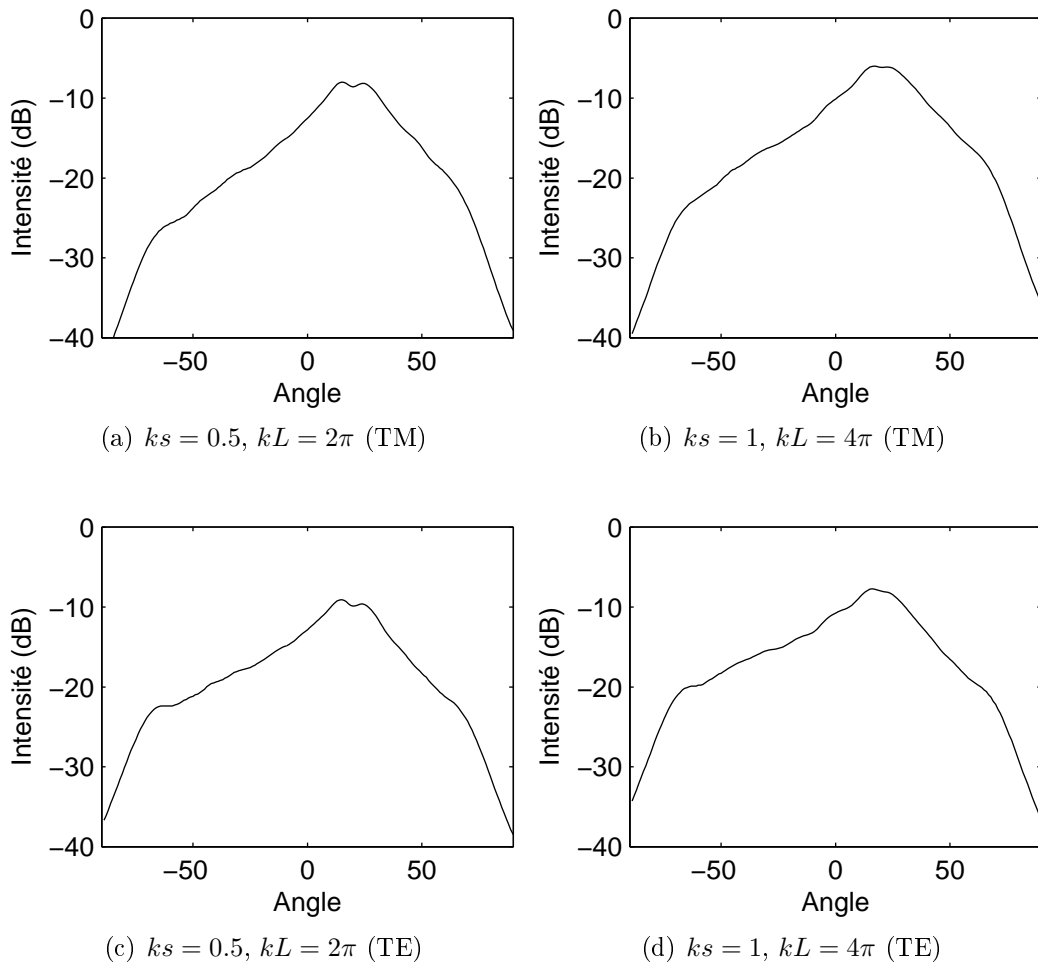 0
−10
−20
−30
−40
Intensité (dB)
−50 0 50
Angle
(a) ks = 0.5, kL = 2π (TM)
0
−10
−20
−30
−40
Intensité (dB)
−50 0 50
Angle
(b) ks = 1, kL = 4π (TM)
0
−10
−20
−30
−40
Intensité (dB)
−50 0 50
Angle
(c) ks = 0.5, kL = 2π (TE)
0
−10
−20
−30
−40
Intensité (dB)
−50 0 50
Angle
(d) ks = 1, kL = 4π (TE)